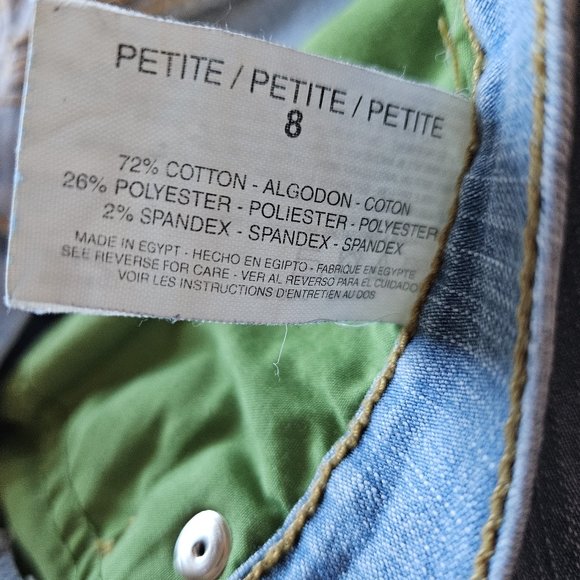 PETITE / PETITE / PETITE
8
72% COTTON - ALGODON - COTON
26% POLYESTER - POLIESTER - POLYESTER
2% SPANDEX - SPANDEX - SPANDEX
MADE IN EGYPT - HECHO EN EGIPTO - FABRIQUE EN EGYPTE
SEE REVERSE FOR CARE - VER AL REVERSO PARA EL CUIDADO
VOIR LES INSTRUCTIONS D'ENTRETIEN AU DOS